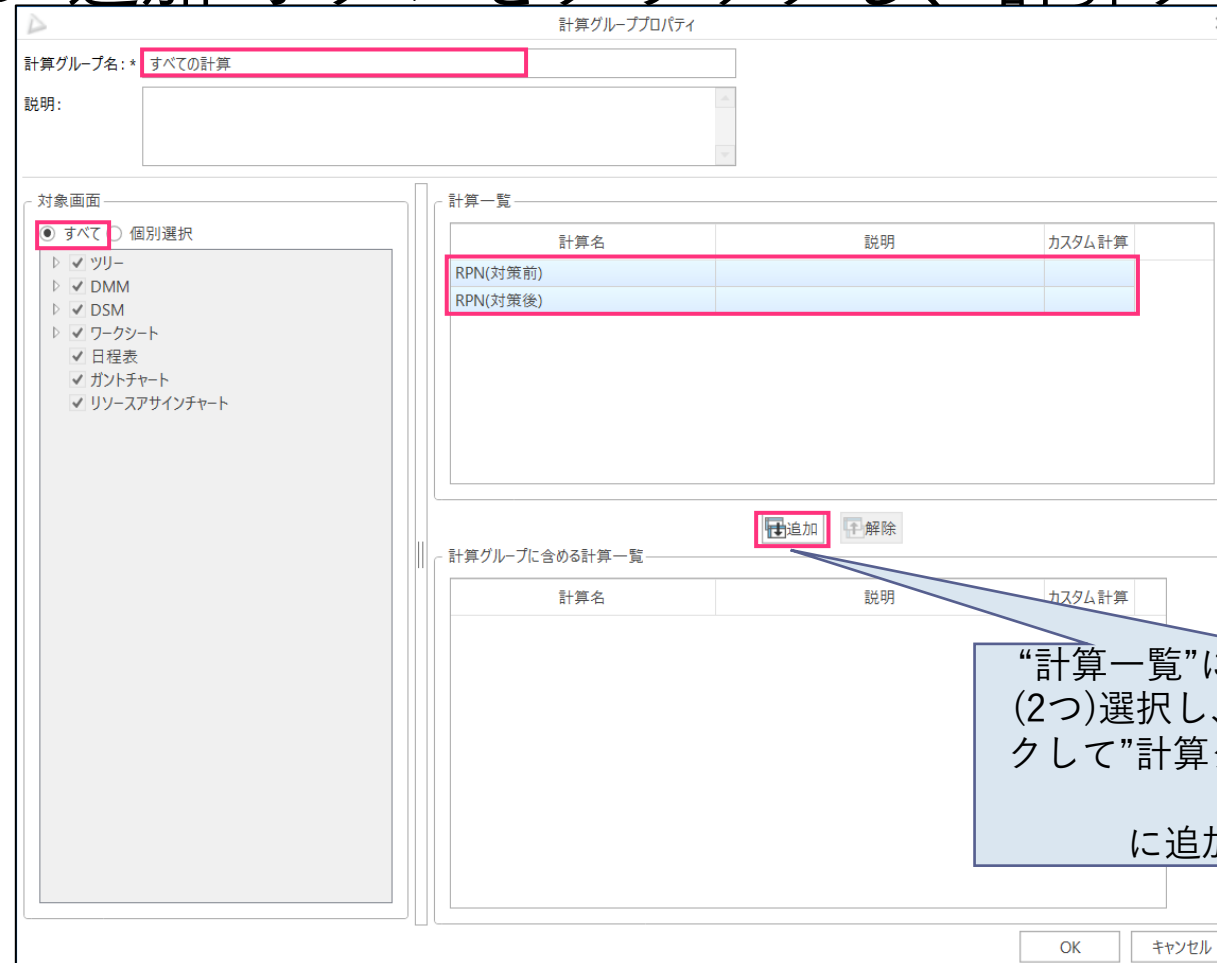 計算グループプロパティ
計算グループ名:* すべての計算
説明:
対象画面
すべて 個別選択
ツリー
DMM
DSM
ワークシート
日程表
ガントチャート
リソースアサインチャート
計算一覧
計算名 説明 カスタム計算
RPN(対策前)
RPN(対策後)
追加 解除
計算グループに含める計算一覧
計算名 説明 カスタム計算
“計算一覧”に
(2つ)選択し、
クして”計算
に追加
OK キャンセル